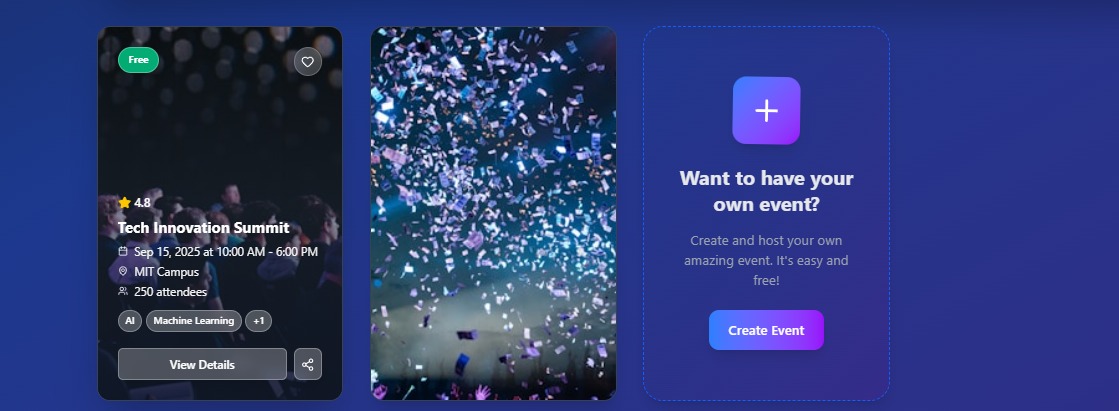 Free
4.8
Tech Innovation Summit
Sep 15, 2025 at 10:00 AM - 6:00 PM
MIT Campus
250 attendees
AI
Machine Learning
+1
View Details
Want to have your
own event?
Create and host your own
amazing event. It's easy and
free!
Create Event